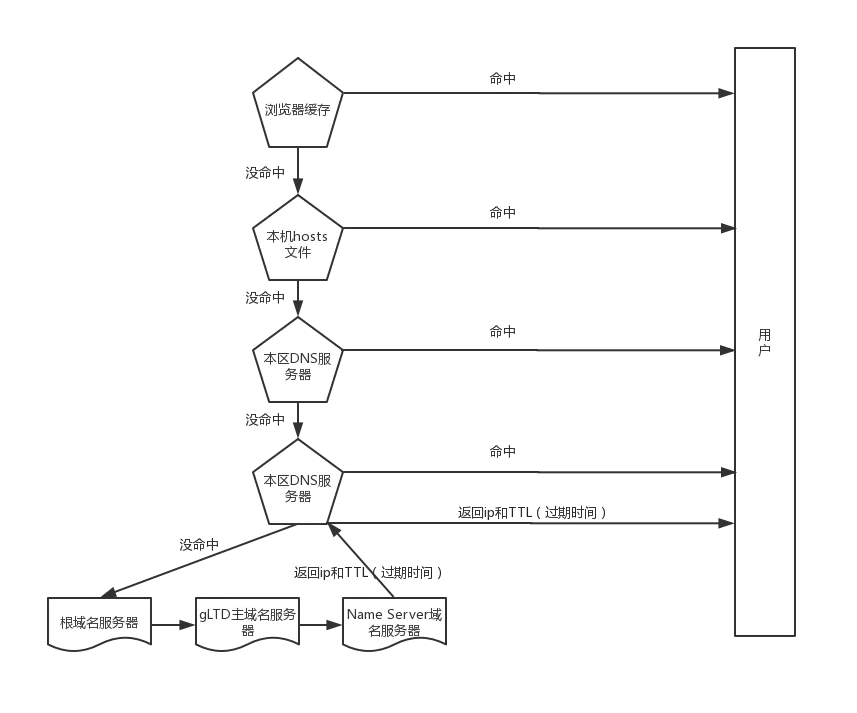 命中
浏览器缓存
没命中
命中
本机hosts
文件
没命中
命中
本区DNS服
务器
用
户
没命中
命中
本区DNS服
务器
返回ip和TTL（过期时间）
没命中
返回ip和TTL（过期时间）
根域名服务器
gLTD主域名服务
器
Name Server域
名服务器